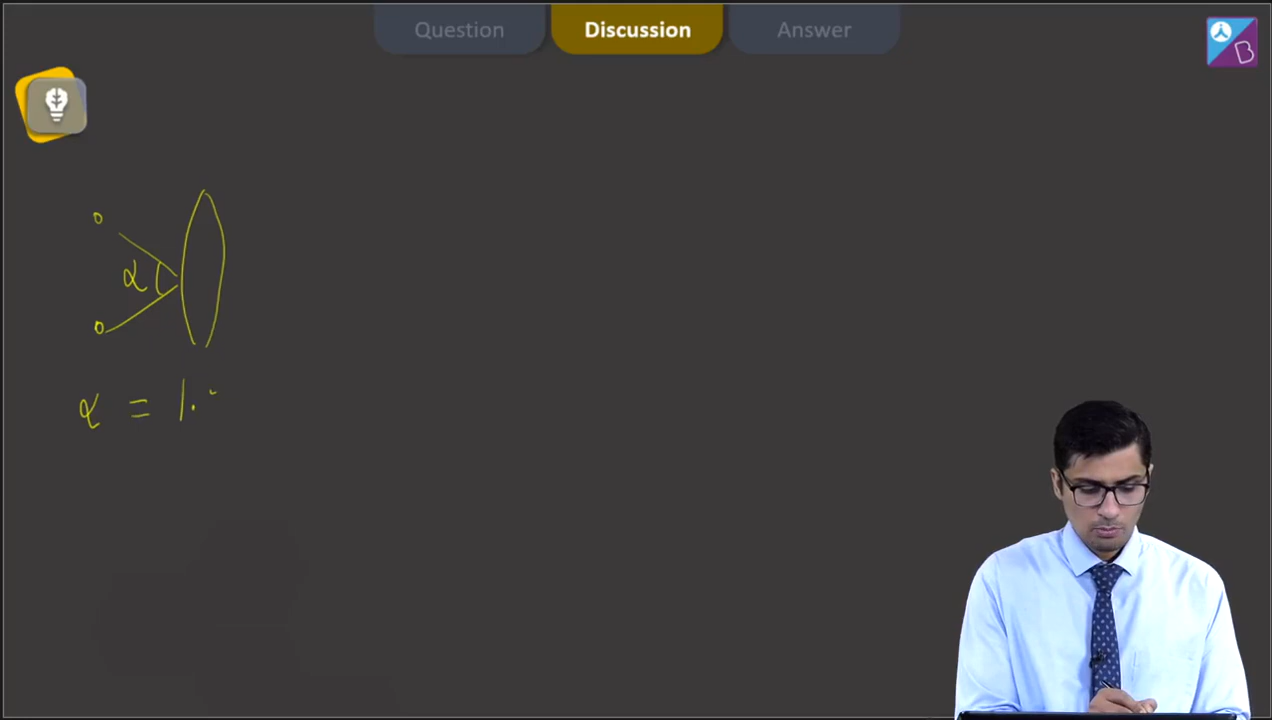 Question
Discussion
Answer
B
α
α = 1.